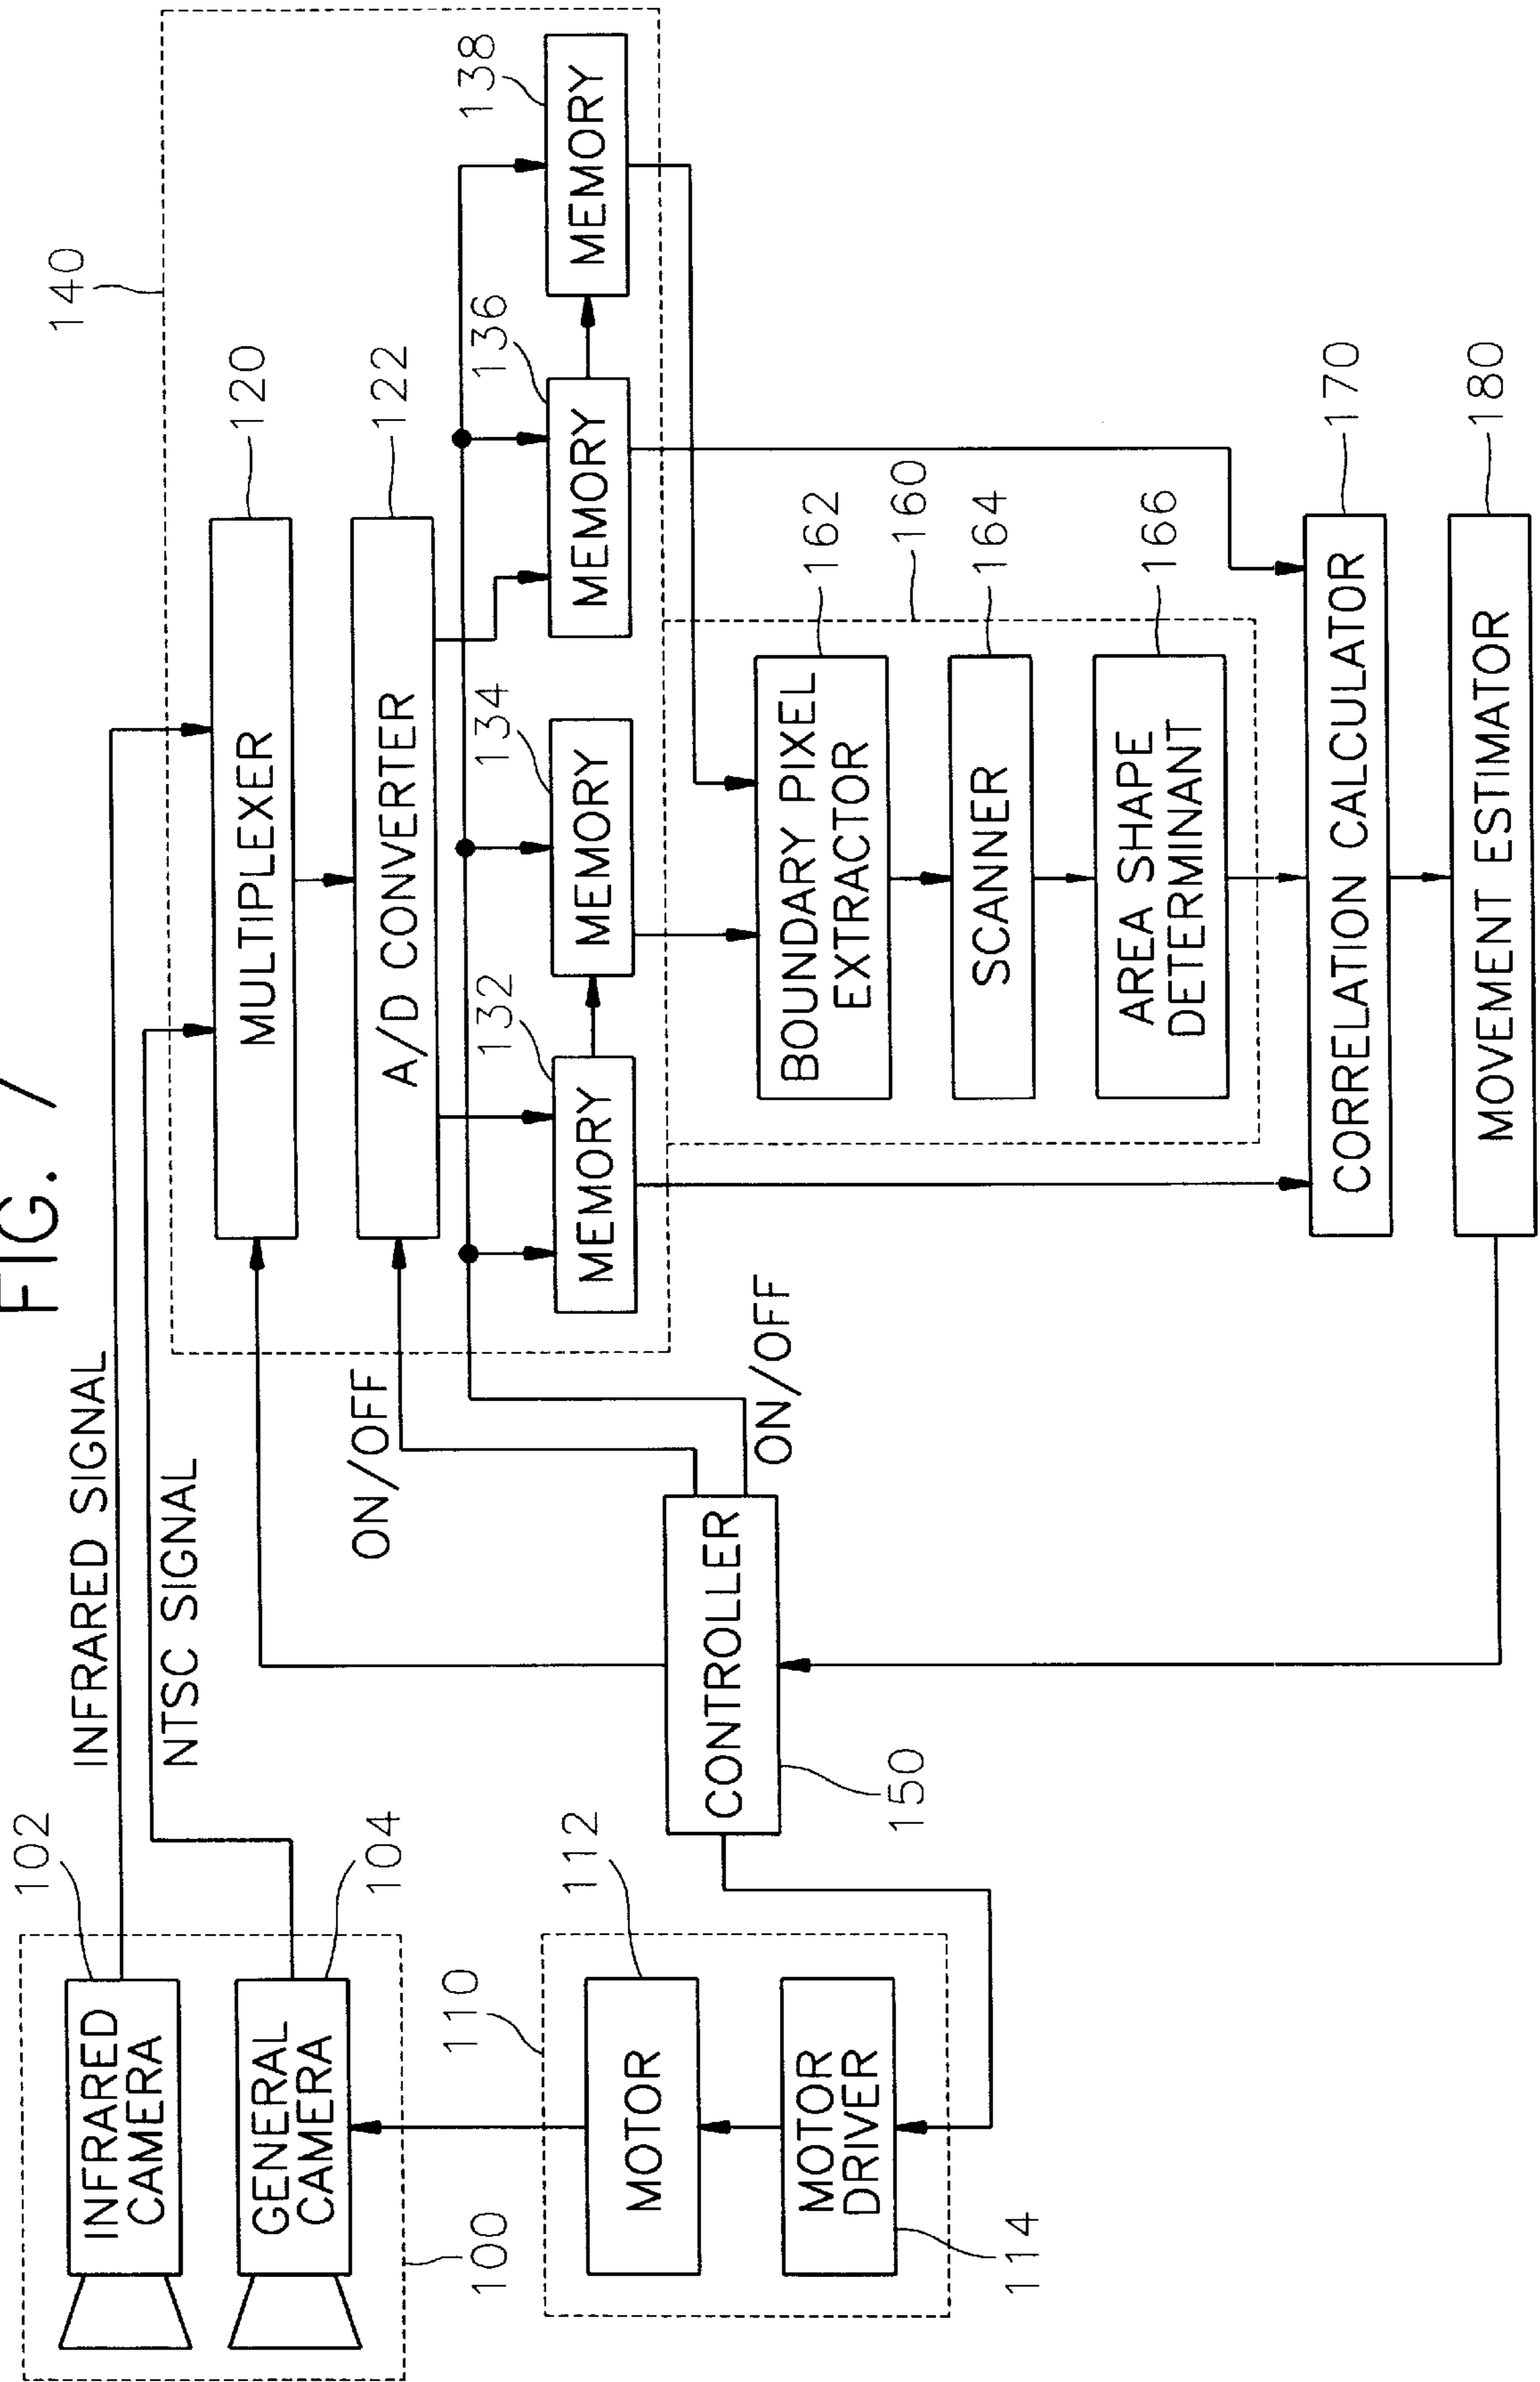 FIG. 7
102
INFRARED
CAMERA
GENERAL
CAMERA
104
100
INFRARED SIGNAL
NTSC SIGNAL
110
112
MOTOR
MOTOR
DRIVER
114
CONTROLLER
150
ON/OFF
ON/OFF
140
MULTIPLEXER
120
A/D CONVERTER
122
132
MEMORY
134
MEMORY
136
MEMORY
138
MEMORY
BOUNDARY PIXEL
EXTRACTOR
162
160
SCANNER
164
AREA SHAPE
DETERMINANT
166
CORRELATION CALCULATOR
170
MOVEMENT ESTIMATOR
180